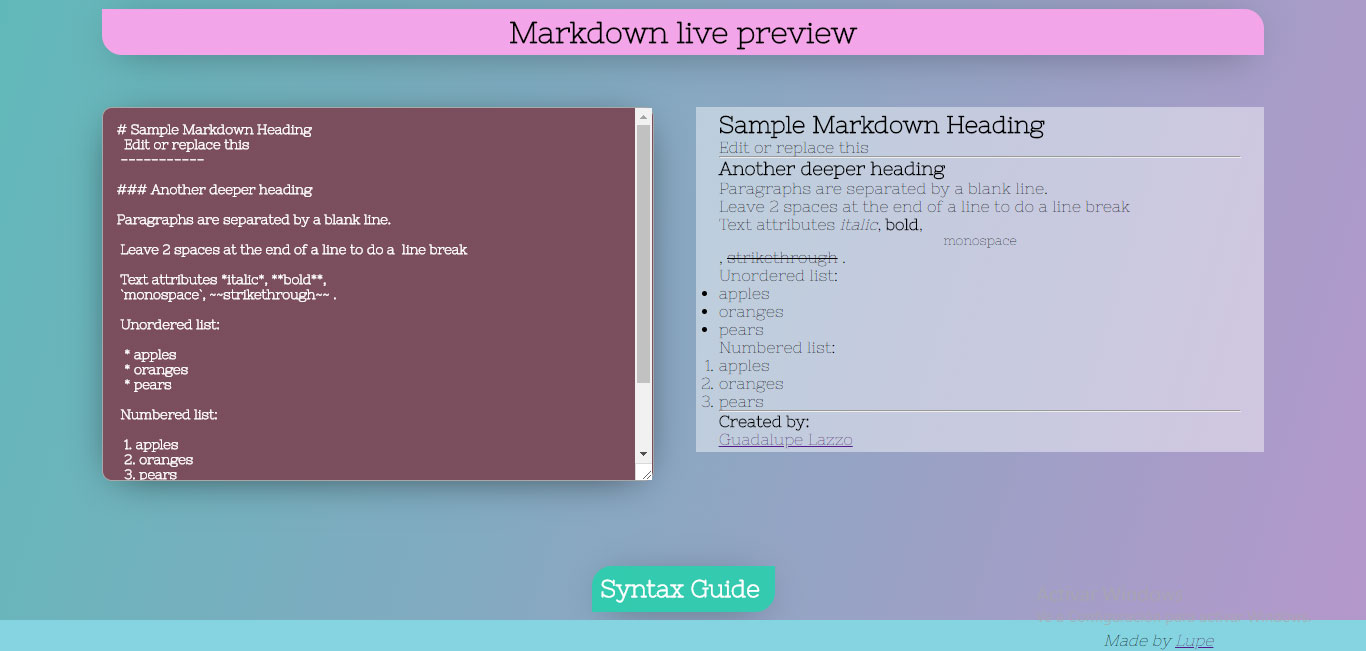 Markdown live preview
# Sample Markdown Heading
Edit or replace this
-----------
### Another deeper heading
Paragraphs are separated by a blank line.
Leave 2 spaces at the end of a line to do a  line break
Text attributes *italic*, **bold**,
`monospace`, ~~strikethrough~~ .
Unordered list:
* apples
* oranges
* pears
Numbered list:
1. apples
2. oranges
3. pears
Sample Markdown Heading
Edit or replace this
Another deeper heading
Paragraphs are separated by a blank line.
Leave 2 spaces at the end of a line to do a line break
Text attributes italic, bold,
monospace
, strikethrough .
Unordered list:
apples
oranges
pears
Numbered list:
1. apples
2. oranges
3. pears
Created by:
Guadalupe Lazzo
Syntax Guide
Activar Windows
Made by Lupe